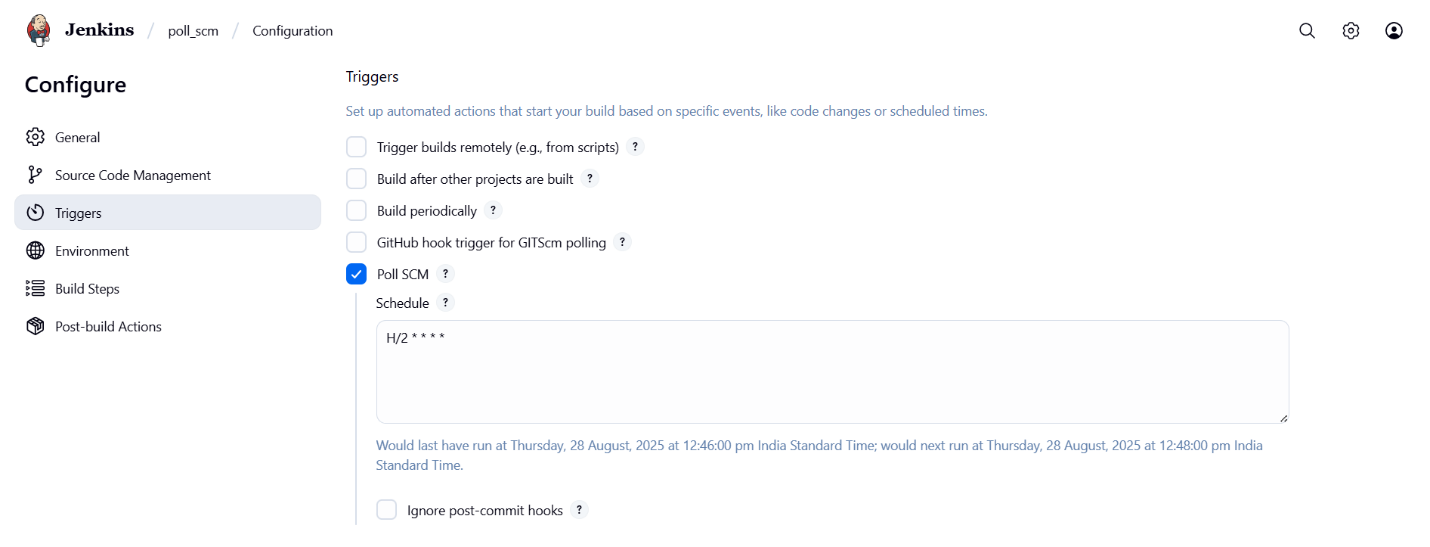 Jenkins / poll_scm / Configuration
Configure
General
Source Code Management
Triggers
Environment
Build Steps
Post-build Actions
Triggers
Set up automated actions that start your build based on specific events, like code changes or scheduled times.
Trigger builds remotely (e.g., from scripts) ?
Build after other projects are built ?
Build periodically ?
GitHub hook trigger for GITScm polling ?
Poll SCM ?
Schedule ?
H/2 * * * *
Would last have run at Thursday, 28 August, 2025 at 12:46:00 pm India Standard Time; would next run at Thursday, 28 August, 2025 at 12:48:00 pm India
Standard Time.
Ignore post-commit hooks ?